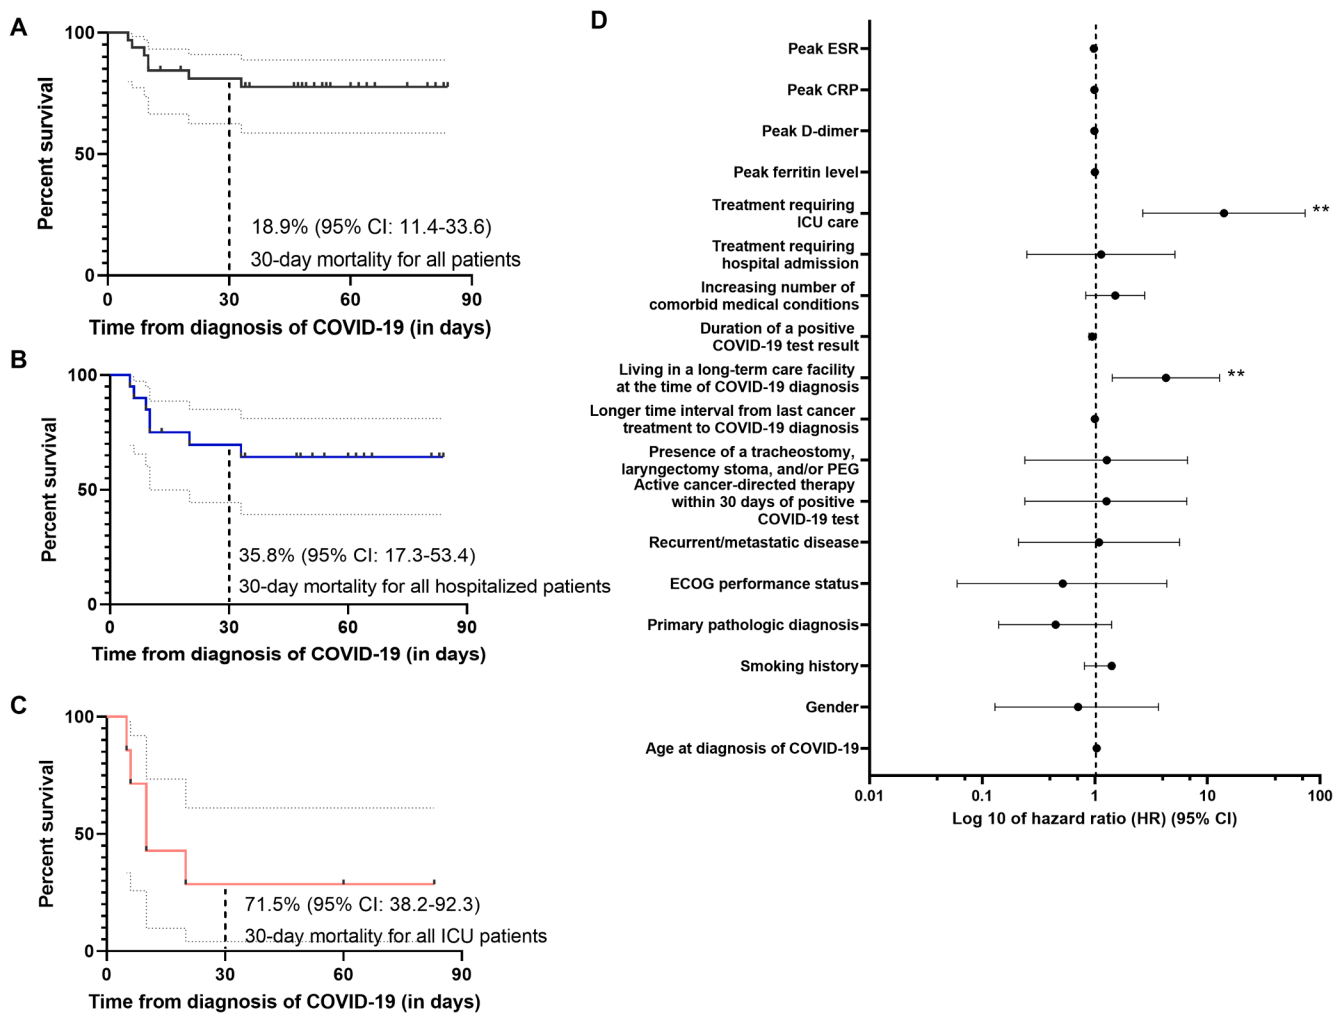 A
100
50
0
Percent survival
18.9% (95% CI: 11.4-33.6)
30-day mortality for all patients
0
30
60
90
Time from diagnosis of COVID-19 (in days)
B
100
50
0
Percent survival
35.8% (95% CI: 17.3-53.4)
30-day mortality for all hospitalized patients
0
30
60
90
Time from diagnosis of COVID-19 (in days)
C
100
50
0
Percent survival
71.5% (95% CI: 38.2-92.3)
30-day mortality for all ICU patients
0
30
60
90
Time from diagnosis of COVID-19 (in days)
D
Peak ESR
Peak CRP
Peak D-dimer
Peak ferritin level
Treatment requiring
ICU care
**
Treatment requiring
hospital admission
Increasing number of
comorbid medical conditions
Duration of a positive
COVID-19 test result
Living in a long-term care facility
at the time of COVID-19 diagnosis
**
Longer time interval from last cancer
treatment to COVID-19 diagnosis
Presence of a tracheostomy,
laryngectomy stoma, and/or PEG
Active cancer-directed therapy
within 30 days of positive
COVID-19 test
Recurrent/metastatic disease
ECOG performance status
Primary pathologic diagnosis
Smoking history
Gender
Age at diagnosis of COVID-19
0.01
0.1
1
10
100
Log 10 of hazard ratio (HR) (95% CI)